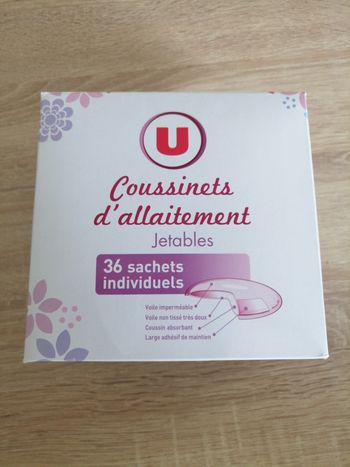 U
Coussinets
d'allaitement
Jetables
36 sachets
individuels
Voile imperméable
Voile non tissé très doux
Coussin absorbant
Large adhésif de maintien